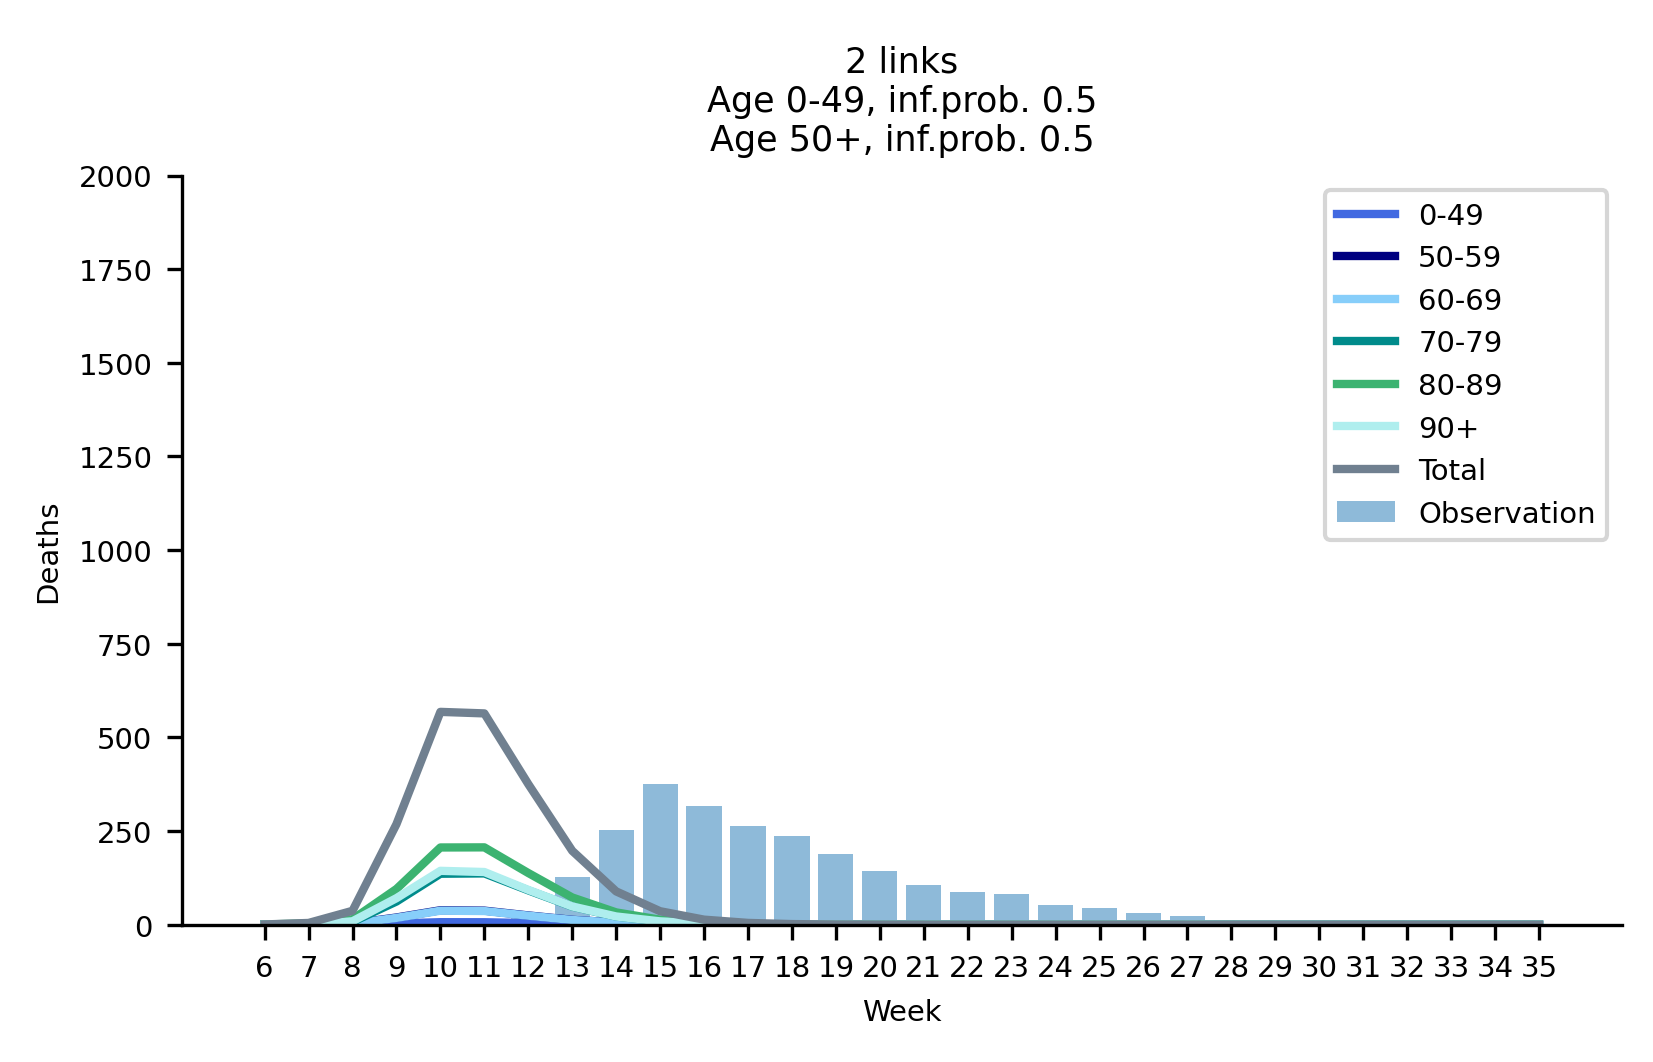 2 links
Age 0-49, inf.prob. 0.5
Age 50+, inf.prob. 0.5
2000
1750
1500
1250
1000
750
500
250
0
Deaths
0-49
50-59
60-69
70-79
80-89
90+
Total
Observation
6 7 8 9 10 11 12 13 14 15 16 17 18 19 20 21 22 23 24 25 26 27 28 29 30 31 32 33 34 35
Week